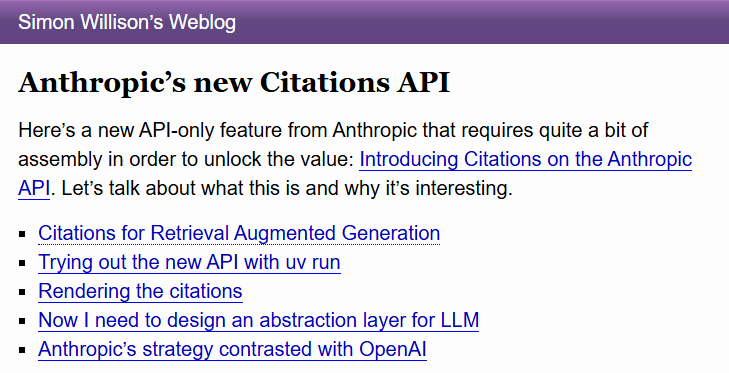 Simon Willison’s Weblog
Anthropic’s new Citations API
Here’s a new API-only feature from Anthropic that requires quite a bit of
assembly in order to unlock the value: Introducing Citations on the Anthropic
API. Let’s talk about what this is and why it’s interesting.
Citations for Retrieval Augmented Generation
Trying out the new API with uv run
Rendering the citations
Now I need to design an abstraction layer for LLM
Anthropic’s strategy contrasted with OpenAI